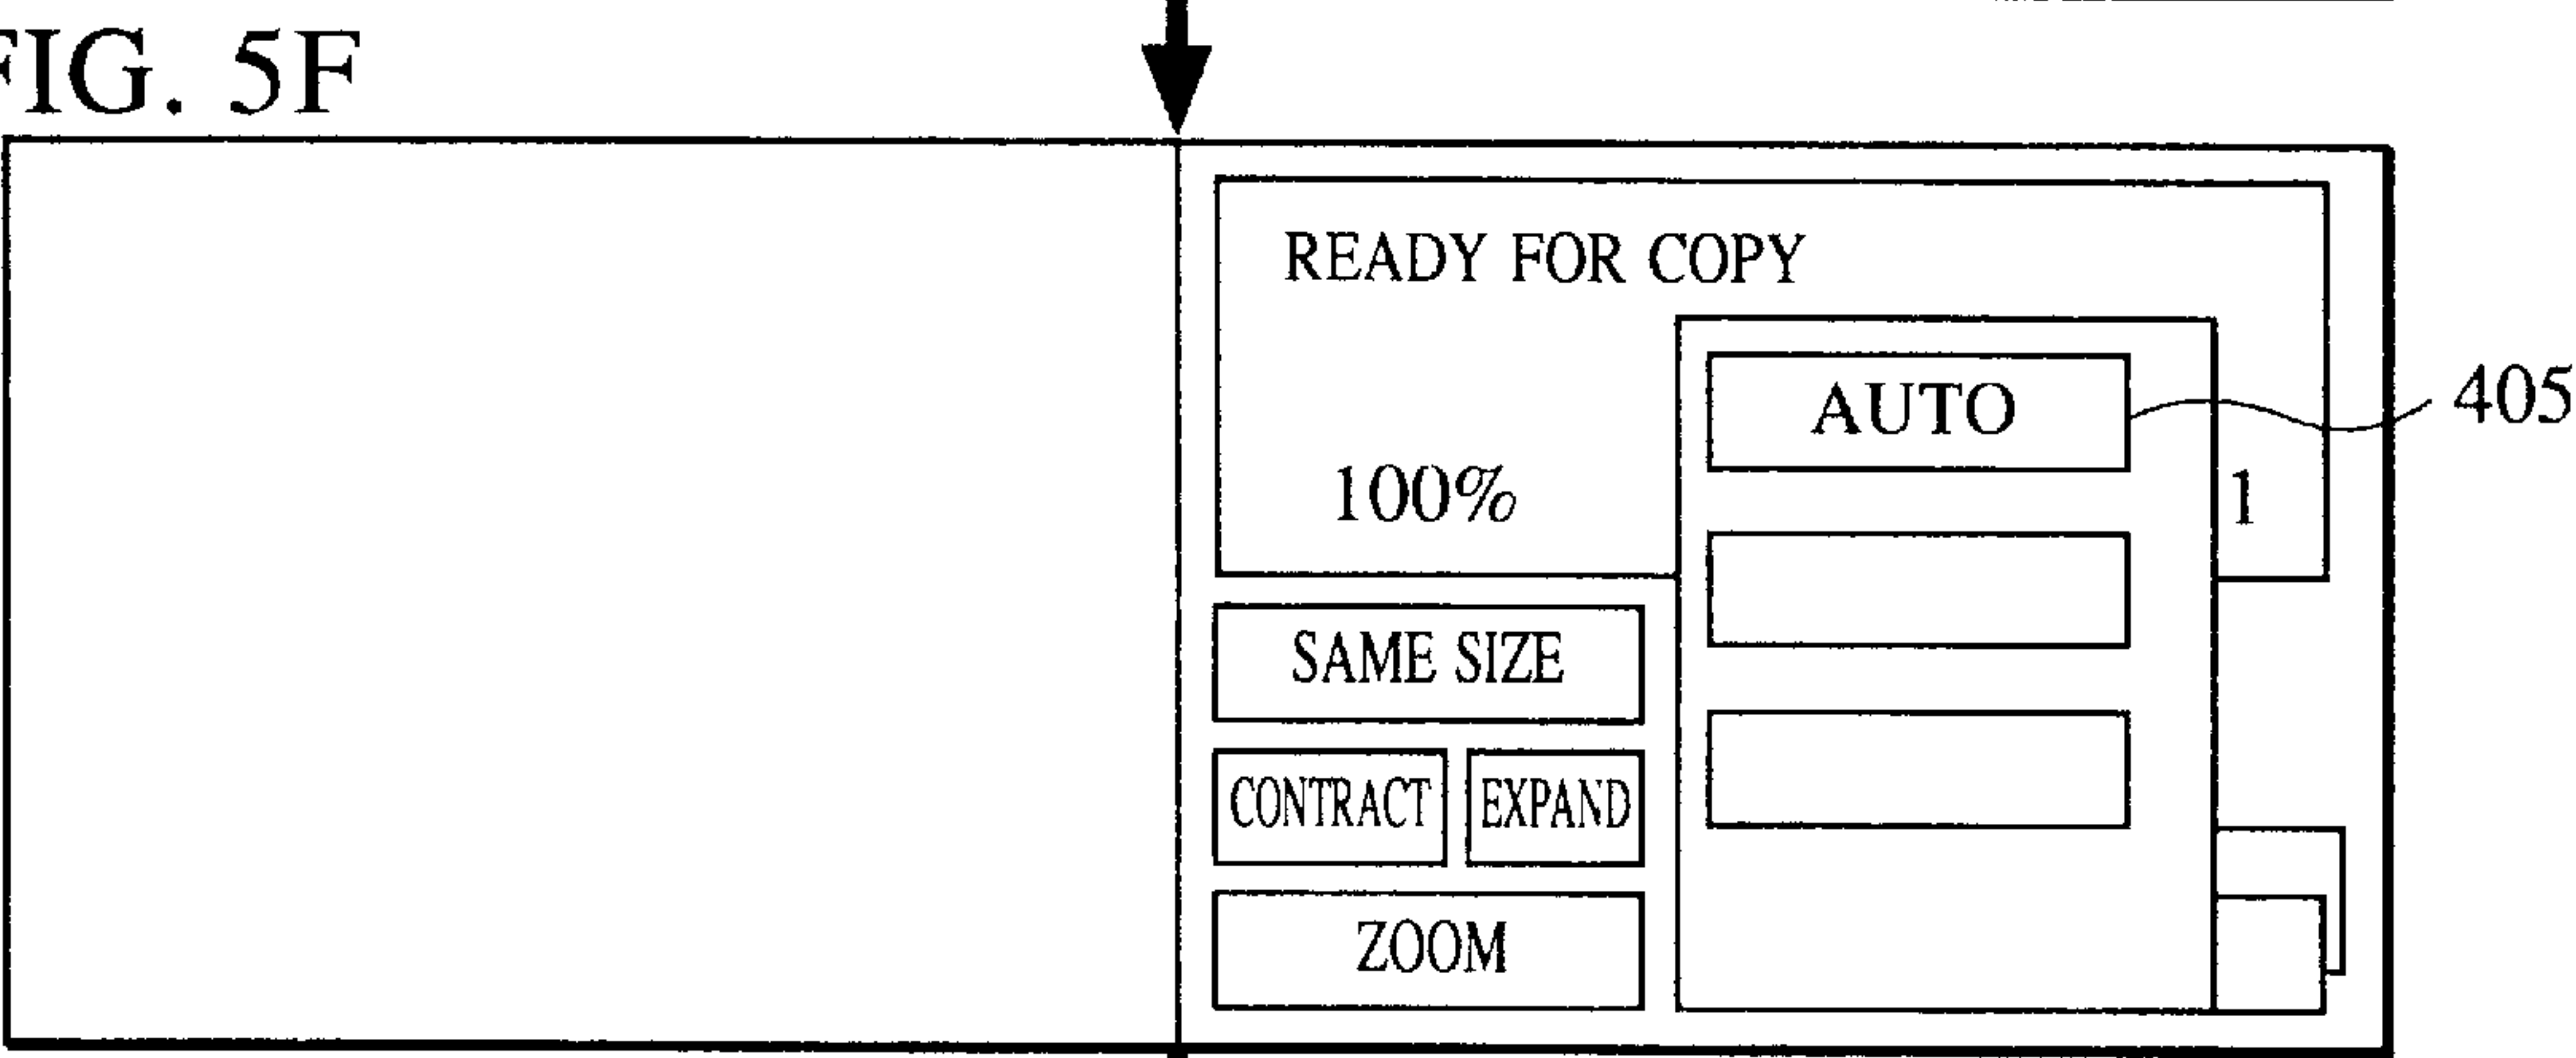 FIG. 5F
READY FOR COPY
AUTO
405
100%
1
SAME SIZE
CONTRACT EXPAND
ZOOM